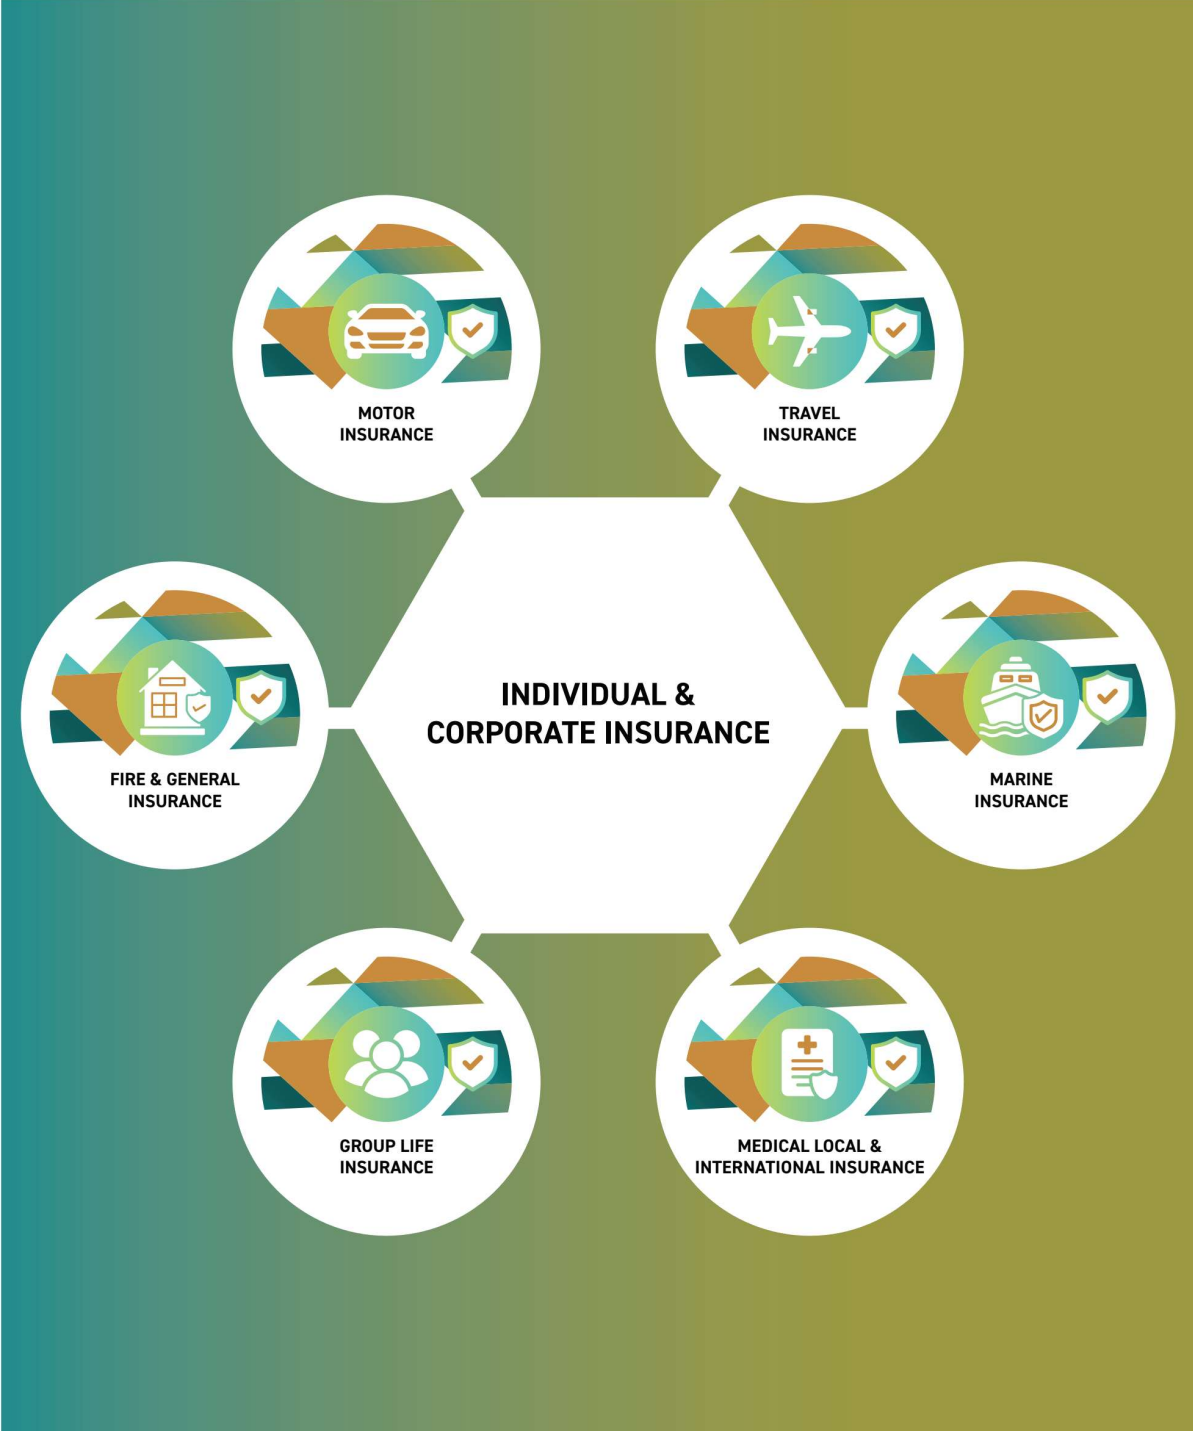 MOTOR
INSURANCE
TRAVEL
INSURANCE
INDIVIDUAL &
CORPORATE INSURANCE
FIRE & GENERAL
INSURANCE
MARINE
INSURANCE
GROUP LIFE
INSURANCE
MEDICAL LOCAL &
INTERNATIONAL INSURANCE